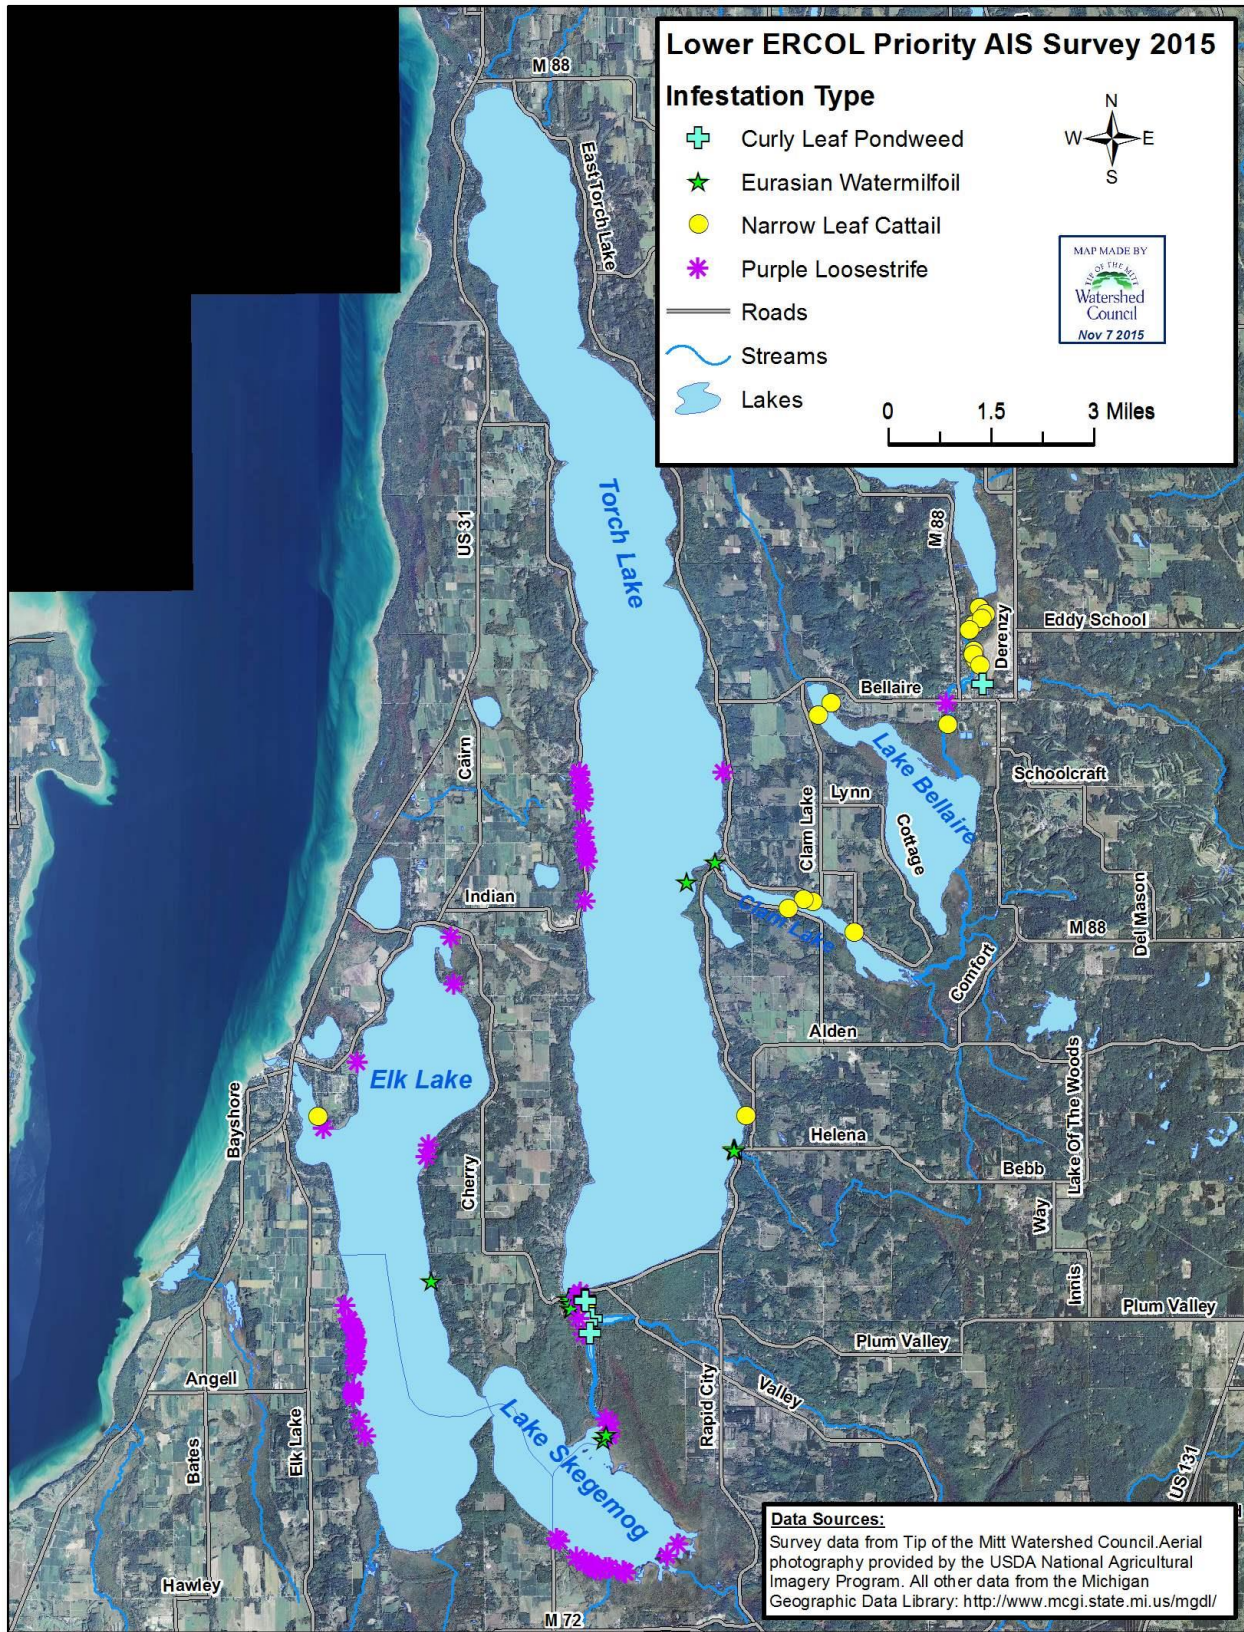 Lower ERCOL Priority AIS Survey 2015
Infestation Type
Curly Leaf Pondweed
Eurasian Watermilfoil
Narrow Leaf Cattail
Purple Loosestrife
Roads
Streams
Lakes
N
W E
S
MAP MADE BY
TIP OF THE MITT
Watershed
Council
Nov 7 2015
0 1.5 3 Miles
M 88
East Torch Lake
US 31
Torch Lake
M 88
Derenzy
Eddy School
Bellaire
Cairn
Lake Bellaire
Schoolcraft
Clam Lake
Lynn
Cottage
Indian
Clam Lake
Del Mason
M 88
Comfort
Alden
Elk Lake
Bayshore
Lake Of The Woods
Helena
Cherry
Bebb
Way
Innis
Plum Valley
Plum Valley
Angell
Rapid City
Valley
Bates
Elk Lake
Lake Skegemog
US 131
Hawley
M 72
Data Sources:
Survey data from Tip of the Mitt Watershed Council.Aerial
photography provided by the USDA National Agricultural
Imagery Program. All other data from the Michigan
Geographic Data Library: http://www.mcgi.state.mi.us/mgdl/